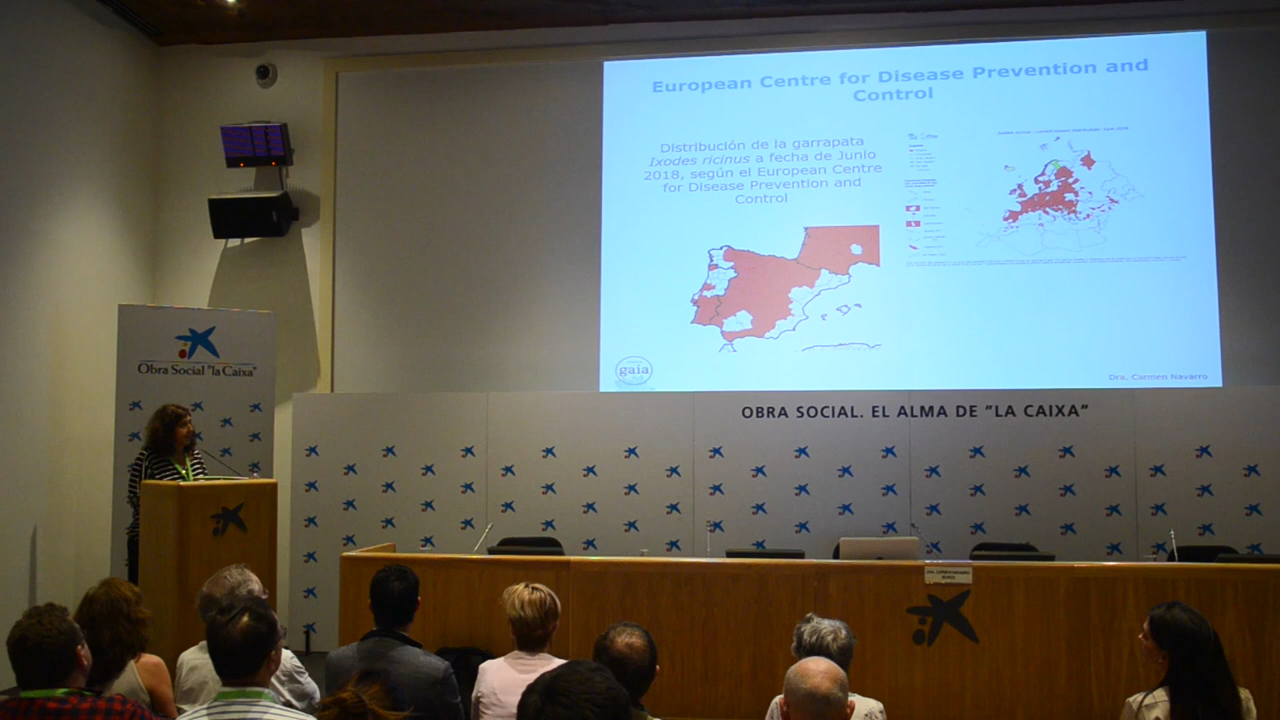 European Centre for Disease Prevention and
Control
Distribución de la garrapata
Ixodes ricinus a fecha de Junio
2018, según el European Centre
for Disease Prevention and
Control
gaia
Dra. Carmen Navarro
Obra Social "la Caixa"
OBRA SOCIAL. EL ALMA DE "LA CAIXA"